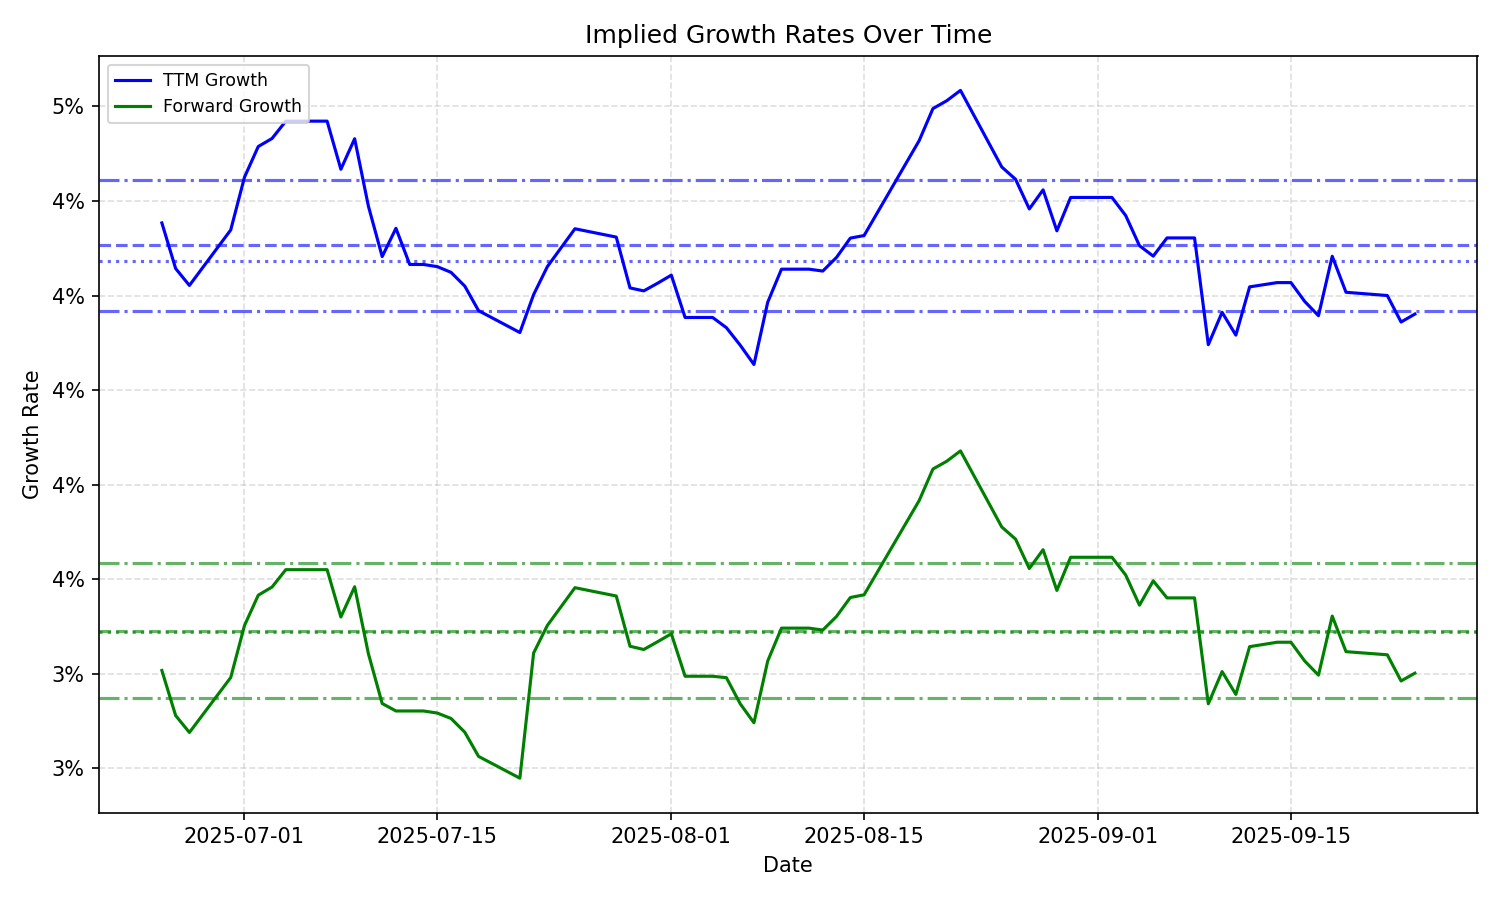 Implied Growth Rates Over Time
TTM Growth
Forward Growth
Growth Rate
5%
4%
4%
4%
4%
4%
3%
3%
2025-07-01
2025-07-15
2025-08-01
2025-08-15
2025-09-01
2025-09-15
Date